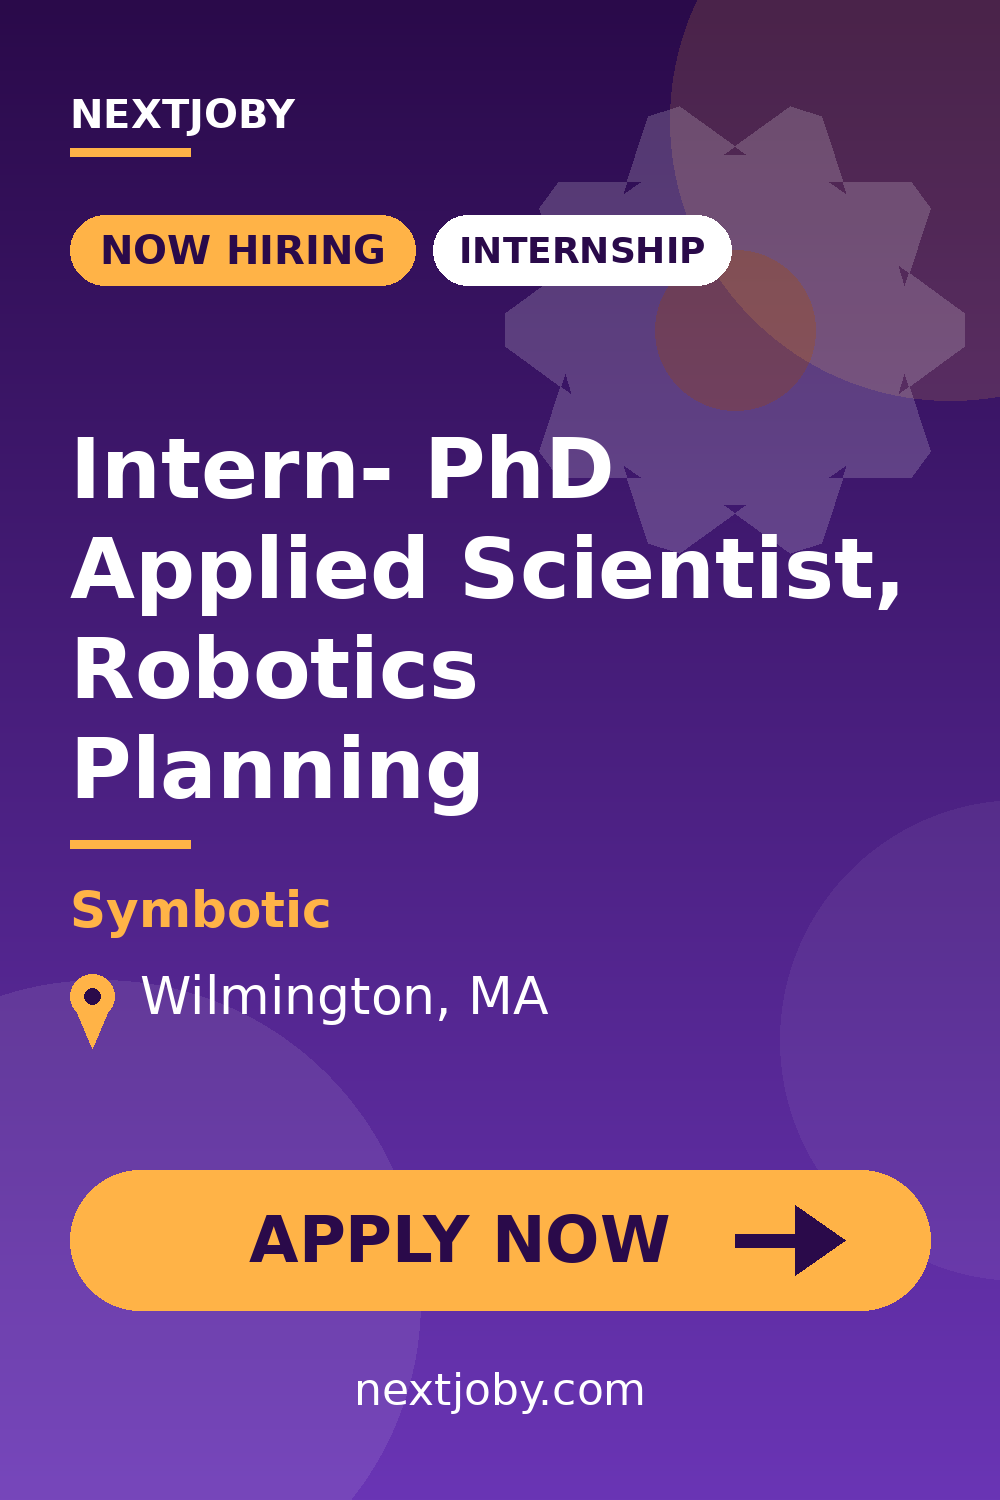 NEXTJOBY
NOW HIRING
INTERNSHIP
Intern- PhD
Applied Scientist,
Robotics
Planning
Symbotic
Wilmington, MA
APPLY NOW
nextjoby.com